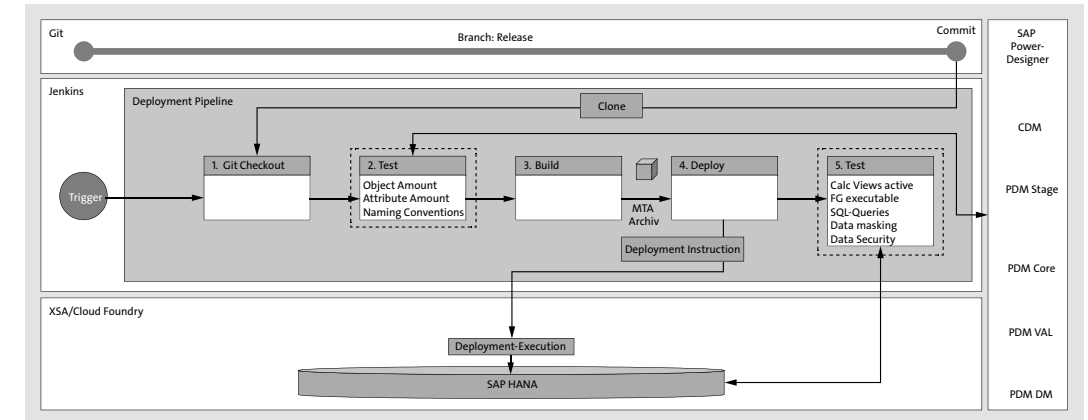 Git
Branch: Release
Commit
SAP
Power-
Designer
Jenkins
Deployment Pipeline
Clone
CDM
1. Git Checkout
2. Test
Object Amount
Attribute Amount
Naming Conventions
3. Build
MTA
Archiv
4. Deploy
5. Test
Calc Views active
FG executable
SQL-Queries
Data masking
Data Security
Trigger
PDM Stage
Deployment Instruction
PDM Core
XSA/Cloud Foundry
PDM VAL
Deployment-Execution
SAP HANA
PDM DM